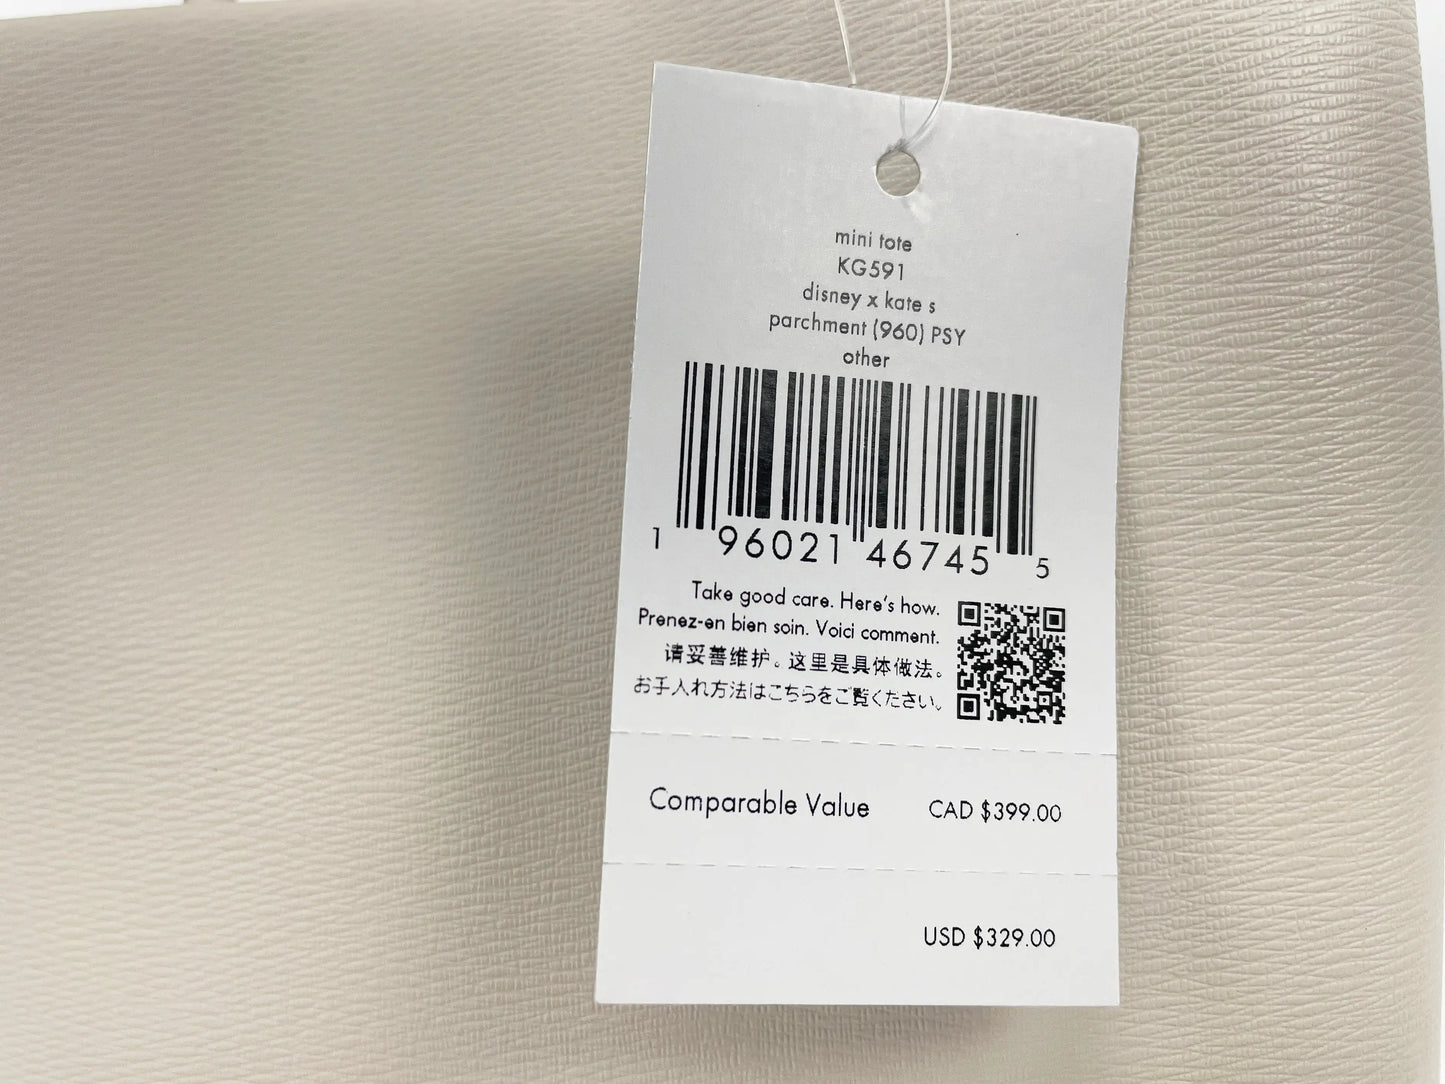 mini tote
KG591
disney x kate s
parchment (960) PSY
other
1 96021 46745 5
Take good care. Here's how.
Prenez-en bien soin. Voici comment.
请妥善维护。这里是具体做法。
お手入れ方法はこちらをご覧ください。
Comparable Value CAD $399.00
USD $329.00